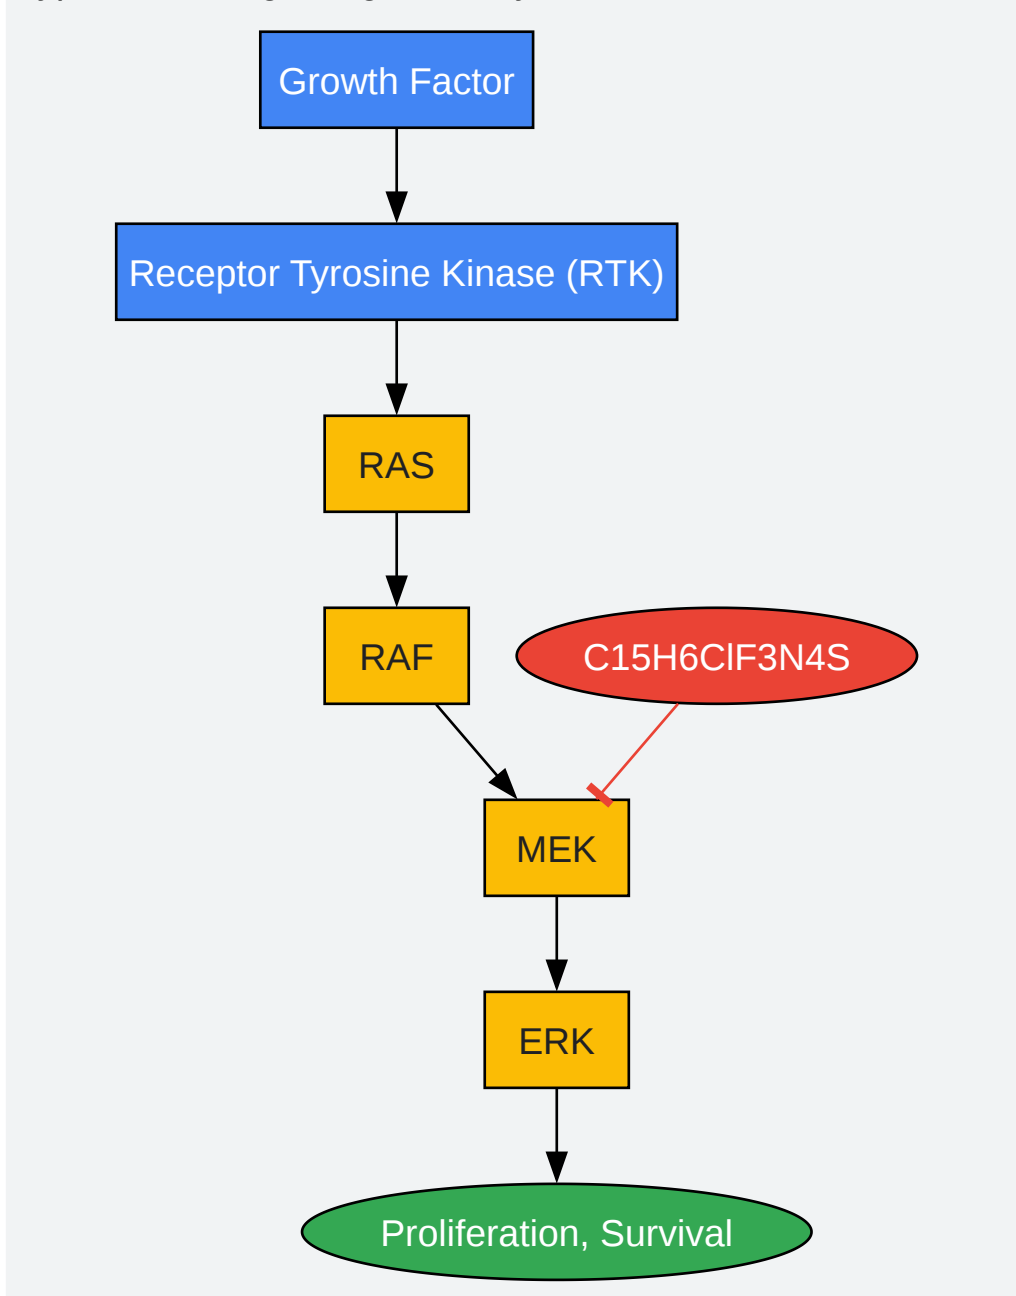 Growth Factor
Receptor Tyrosine Kinase (RTK)
RAS
RAF
C15H6ClF3N4S
MEK
ERK
Proliferation, Survival